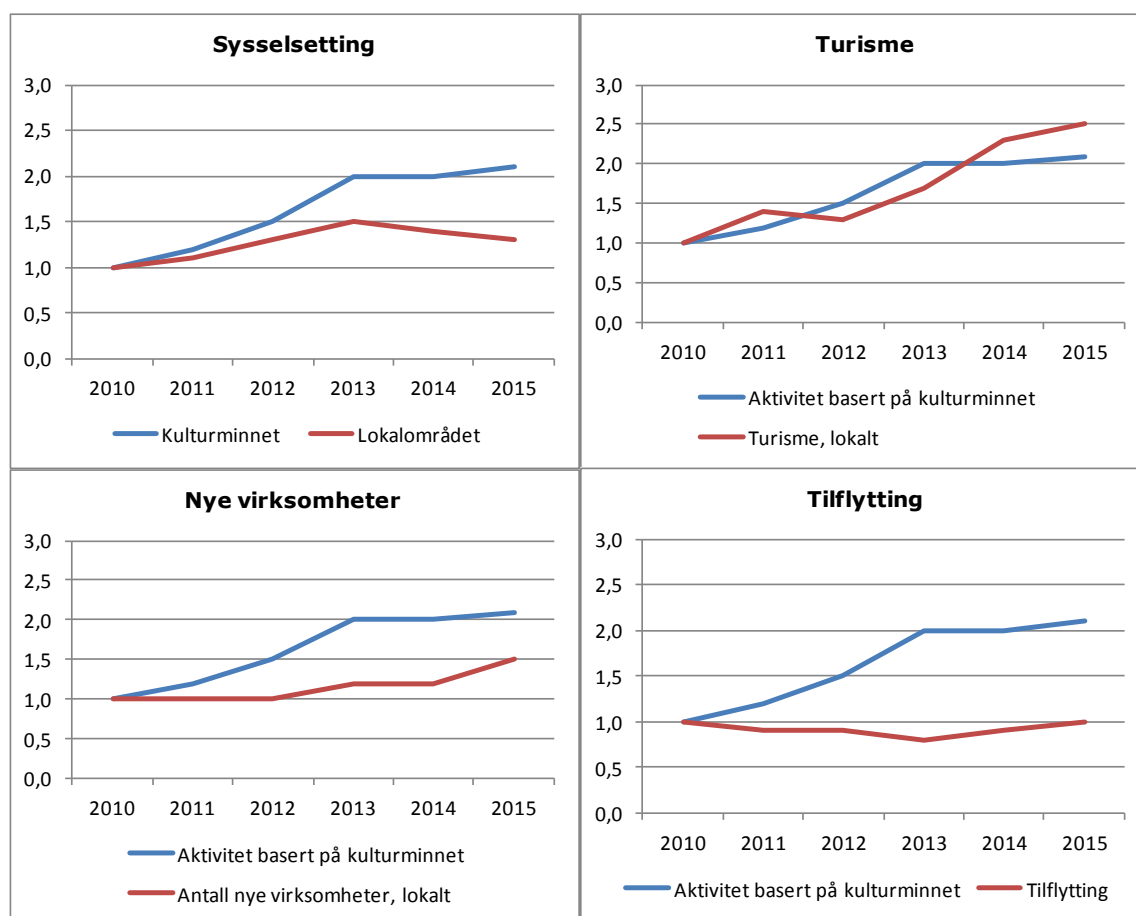 Sysselsetting
3,0
2,5
2,0
1,5
1,0
0,5
0,0
2010 2011 2012 2013 2014 2015
Kulturminnet Lokalområdet
Turisme
3,0
2,5
2,0
1,5
1,0
0,5
0,0
2010 2011 2012 2013 2014 2015
Aktivitet basert på kulturminnet
Turisme, lokalt
Nye virksomheter
3,0
2,5
2,0
1,5
1,0
0,5
0,0
2010 2011 2012 2013 2014 2015
Aktivitet basert på kulturminnet
Antall nye virksomheter, lokalt
Tilflytting
3,0
2,5
2,0
1,5
1,0
0,5
0,0
2010 2011 2012 2013 2014 2015
Aktivitet basert på kulturminnet Tilflytting